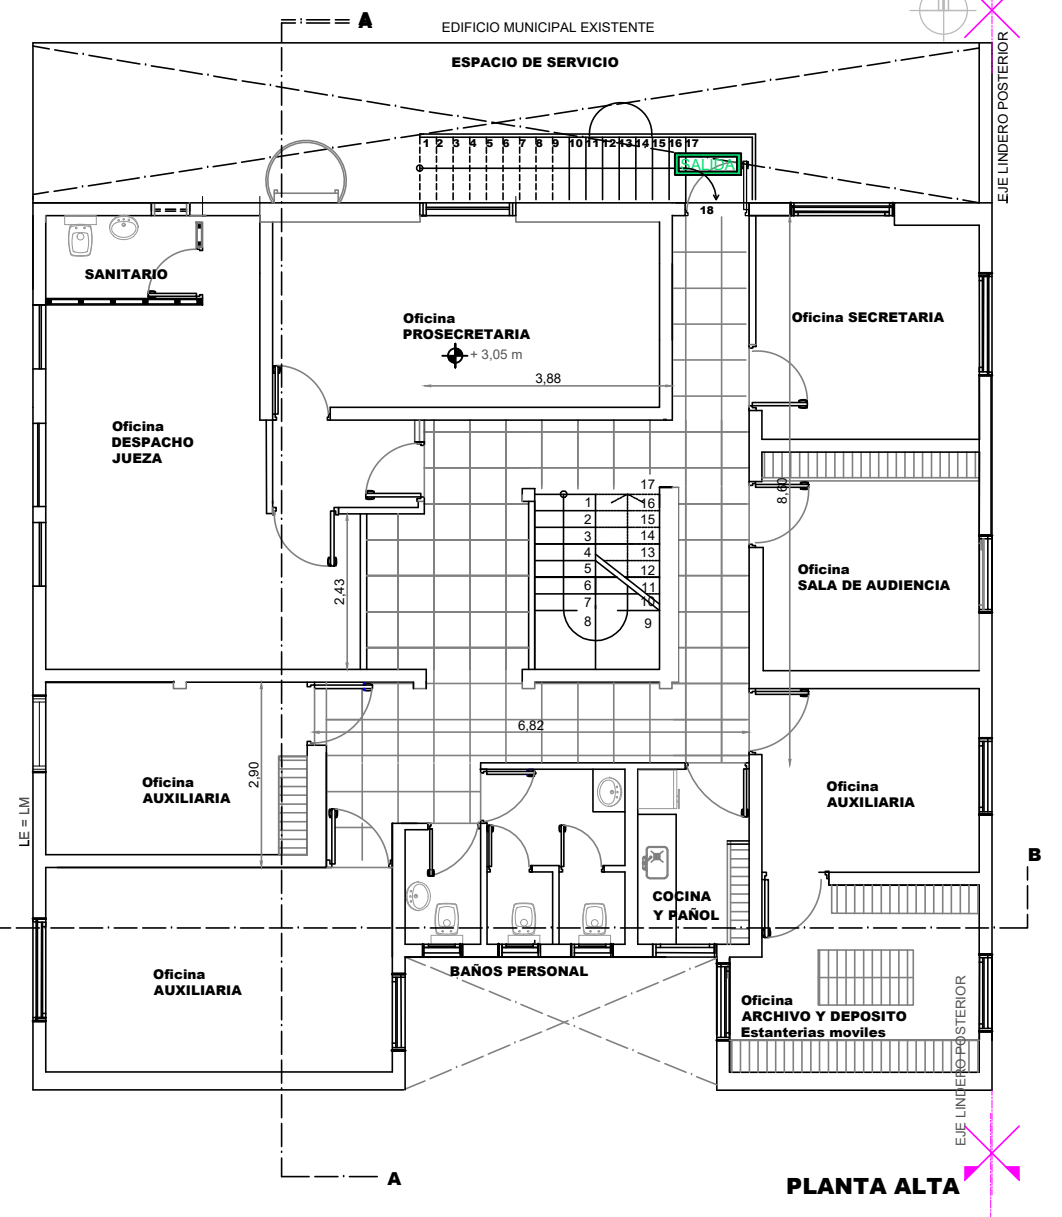 A
EDIFICIO MUNICIPAL EXISTENTE
ESPACIO DE SERVICIO
EJE LINDERO POSTERIOR
1 2 3 4 5 6 7 8 9 10 11 12 13 14 15 16 17
SALIDA
18
SANITARIO
Oficina
PROSECRETARIA
+ 3,05 m
3,88
Oficina SECRETARIA
Oficina
DESPACHO
JUEZA
8,60
17
1 16
2 15
3 14
4 13
5 12
6 11
7 10
8 9
2,43
Oficina
SALA DE AUDIENCIA
6,82
2,90
Oficina
AUXILIARIA
Oficina
AUXILIARIA
LE = LM
B
COCINA
Y PAÑOL
Oficina
AUXILIARIA
BAÑOS PERSONAL
Oficina
ARCHIVO Y DEPOSITO
Estanterias moviles
EJE LINDERO POSTERIOR
A
PLANTA ALTA